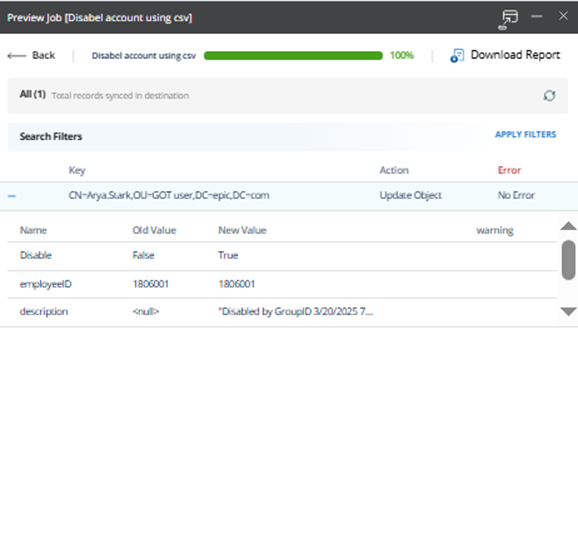 Preview Job [Disabel account using csv]
Back Disabel account using csv 100% Download Report
All (1) Total records synced in destination
Search Filters APPLY FILTERS
Key Action Error
CN=Arya.Stark,OU=GOT user,DC=epic,DC=com Update Object No Error
Name Old Value New Value warning
Disable False True
employeeID 1806001 1806001
description <null> "Disabled by GroupID 3/20/2025 7...